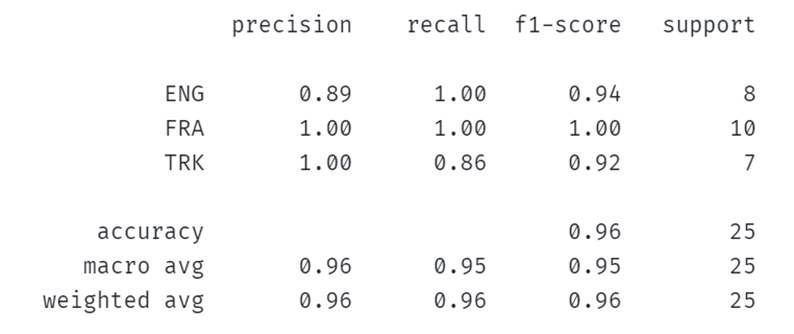 precision recall f1-score support
ENG 0.89 1.00 0.94 8
FRA 1.00 1.00 1.00 10
TRK 1.00 0.86 0.92 7
accuracy 0.96 25
macro avg 0.96 0.95 0.95 25
weighted avg 0.96 0.96 0.96 25